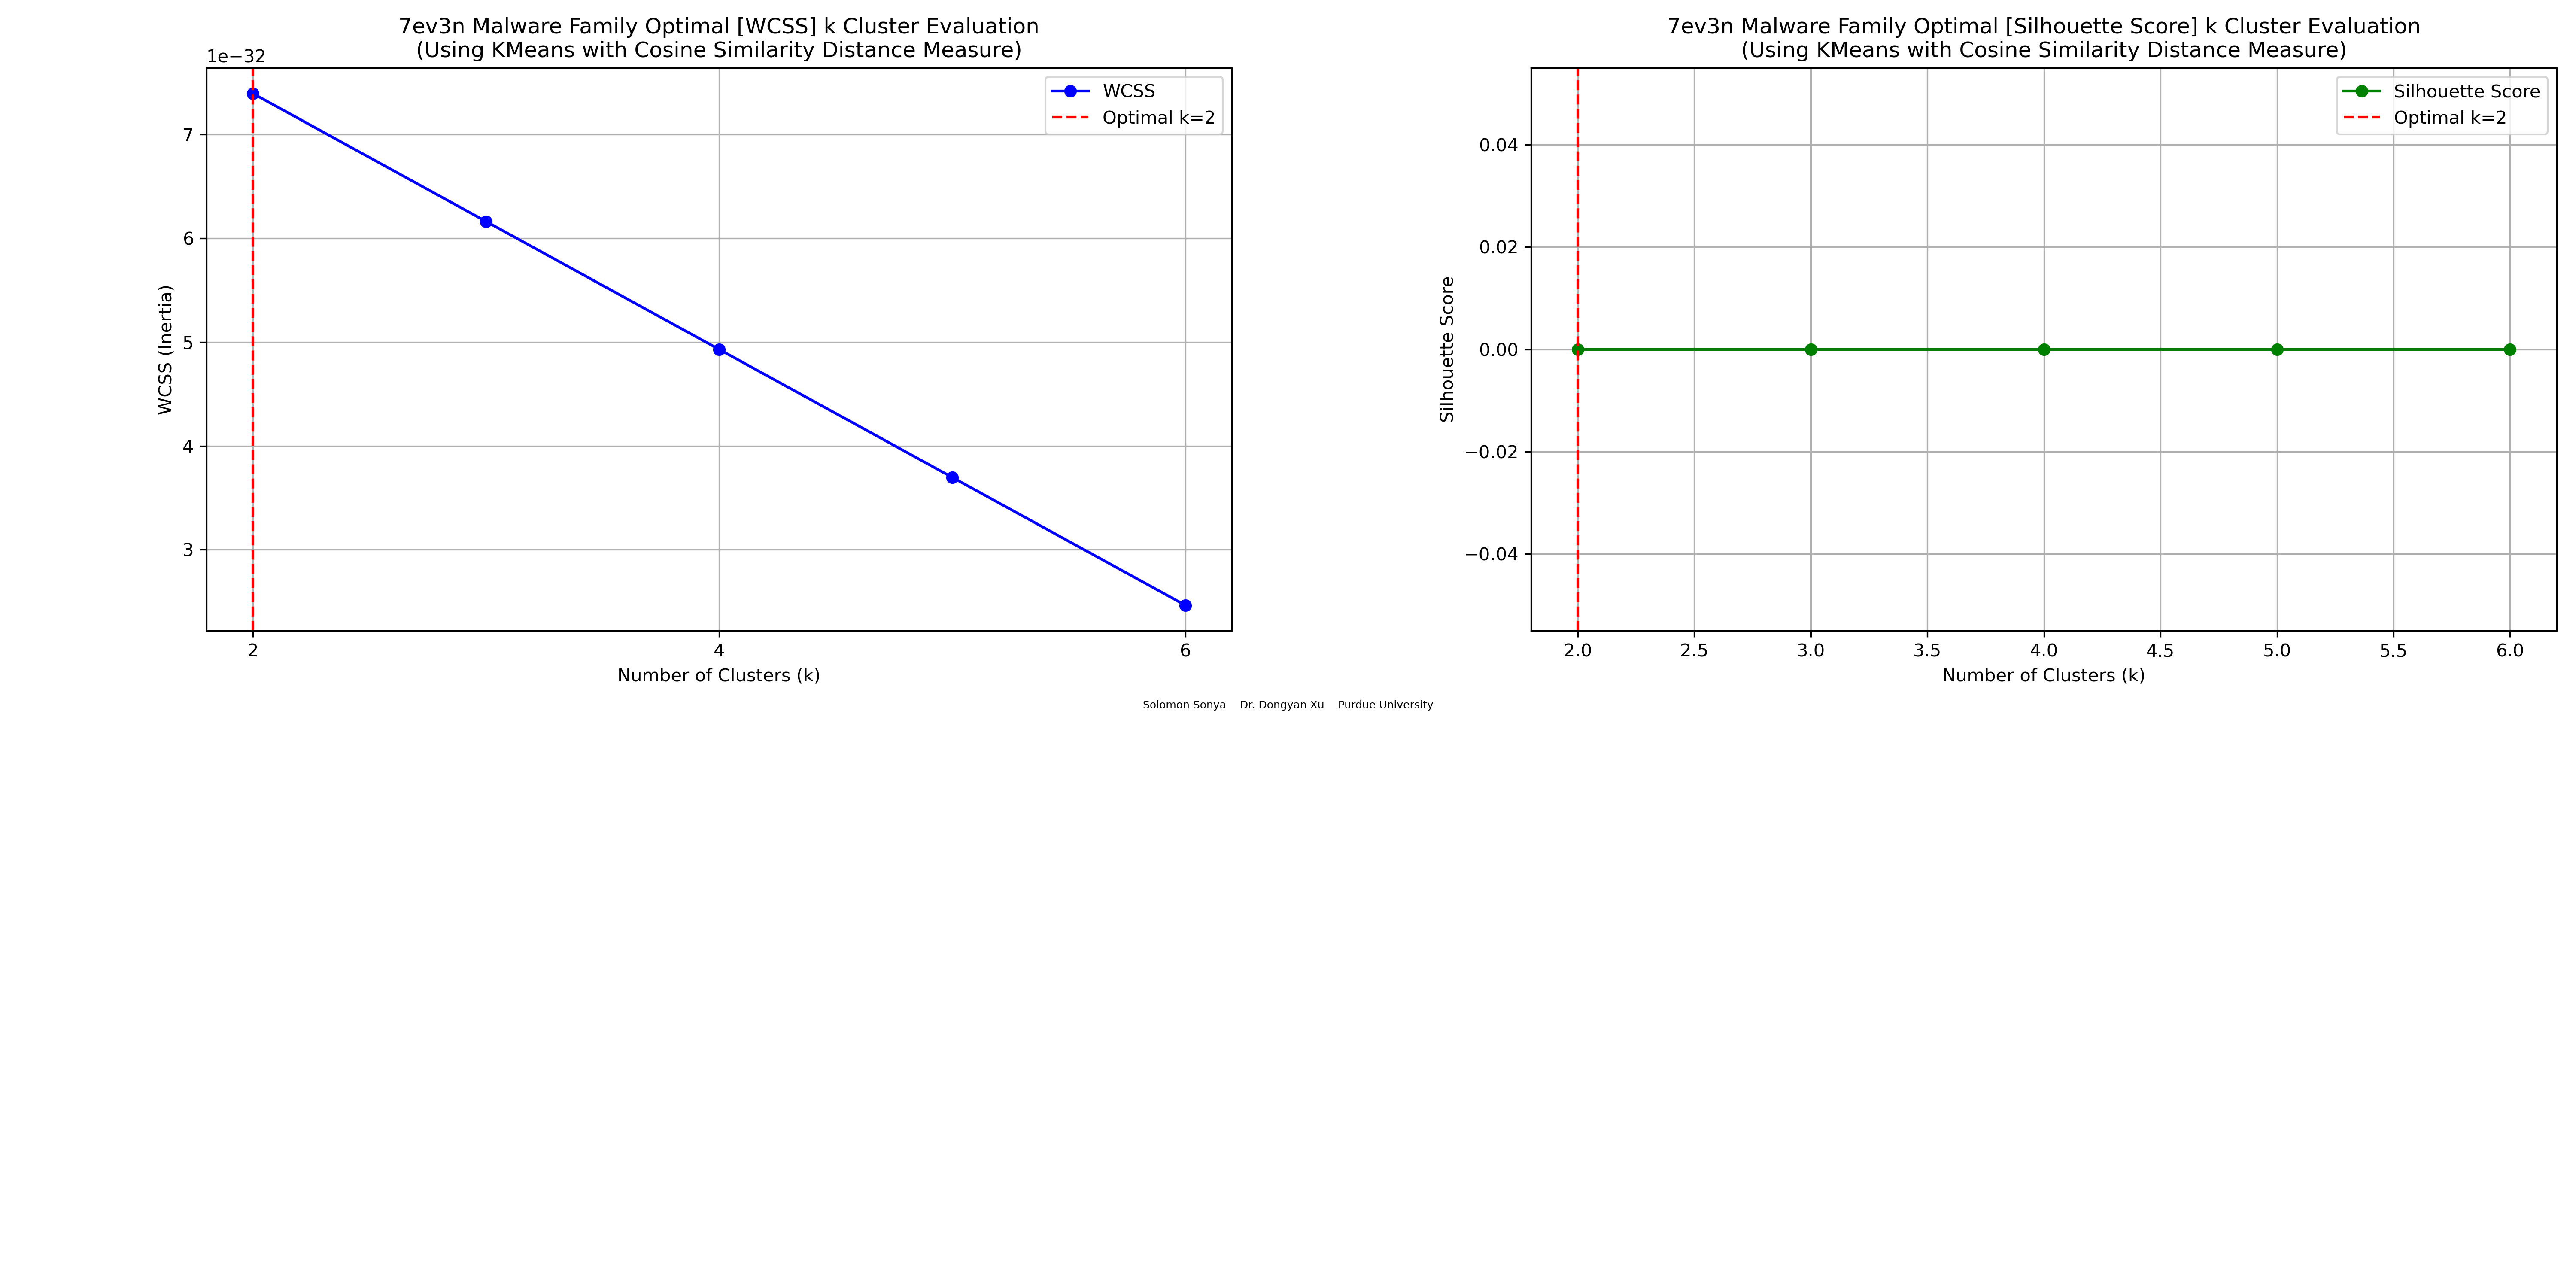 7ev3n Malware Family Optimal [WCSS] k Cluster Evaluation
(Using KMeans with Cosine Similarity Distance Measure)
1e−32
WCSS
Optimal k=2
7
6
5
4
3
WCSS (Inertia)
2 4 6
Number of Clusters (k)
7ev3n Malware Family Optimal [Silhouette Score] k Cluster Evaluation
(Using KMeans with Cosine Similarity Distance Measure)
Silhouette Score
Optimal k=2
0.04
0.02
0.00
−0.02
−0.04
Silhouette Score
2.0 2.5 3.0 3.5 4.0 4.5 5.0 5.5 6.0
Number of Clusters (k)
Solomon Sonya Dr. Dongyan Xu Purdue University